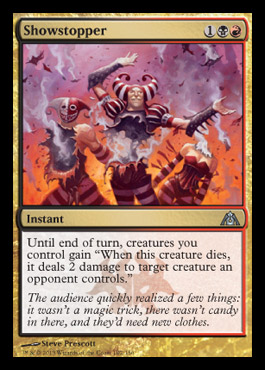 Showstopper 1
Instant
Until end of turn, creatures you
control gain “When this creature dies,
it deals 2 damage to target creature an
opponent controls.”
The audience quickly realized a few things:
it wasn’t a magic trick, there wasn’t candy
in there, and they’d need new clothes.
Steve Prescott